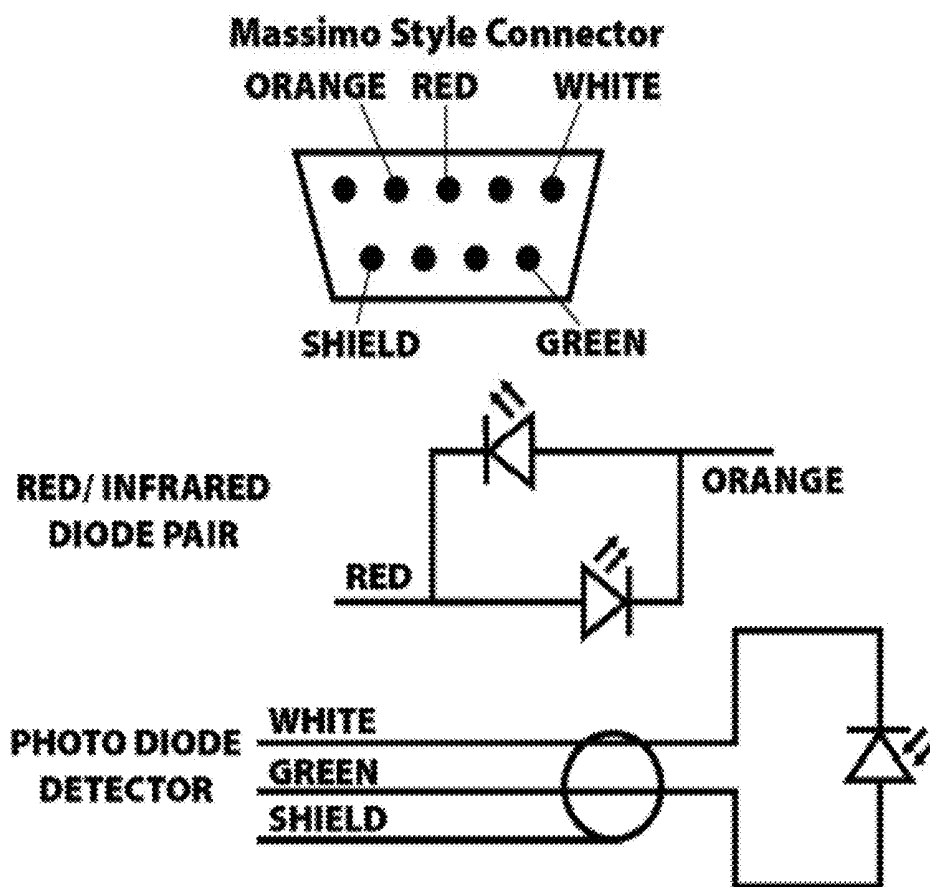 Massimo Style Connector
ORANGE RED WHITE
SHIELD GREEN
RED/ INFRARED
DIODE PAIR
ORANGE
RED
PHOTO DIODE
DETECTOR
WHITE
GREEN
SHIELD